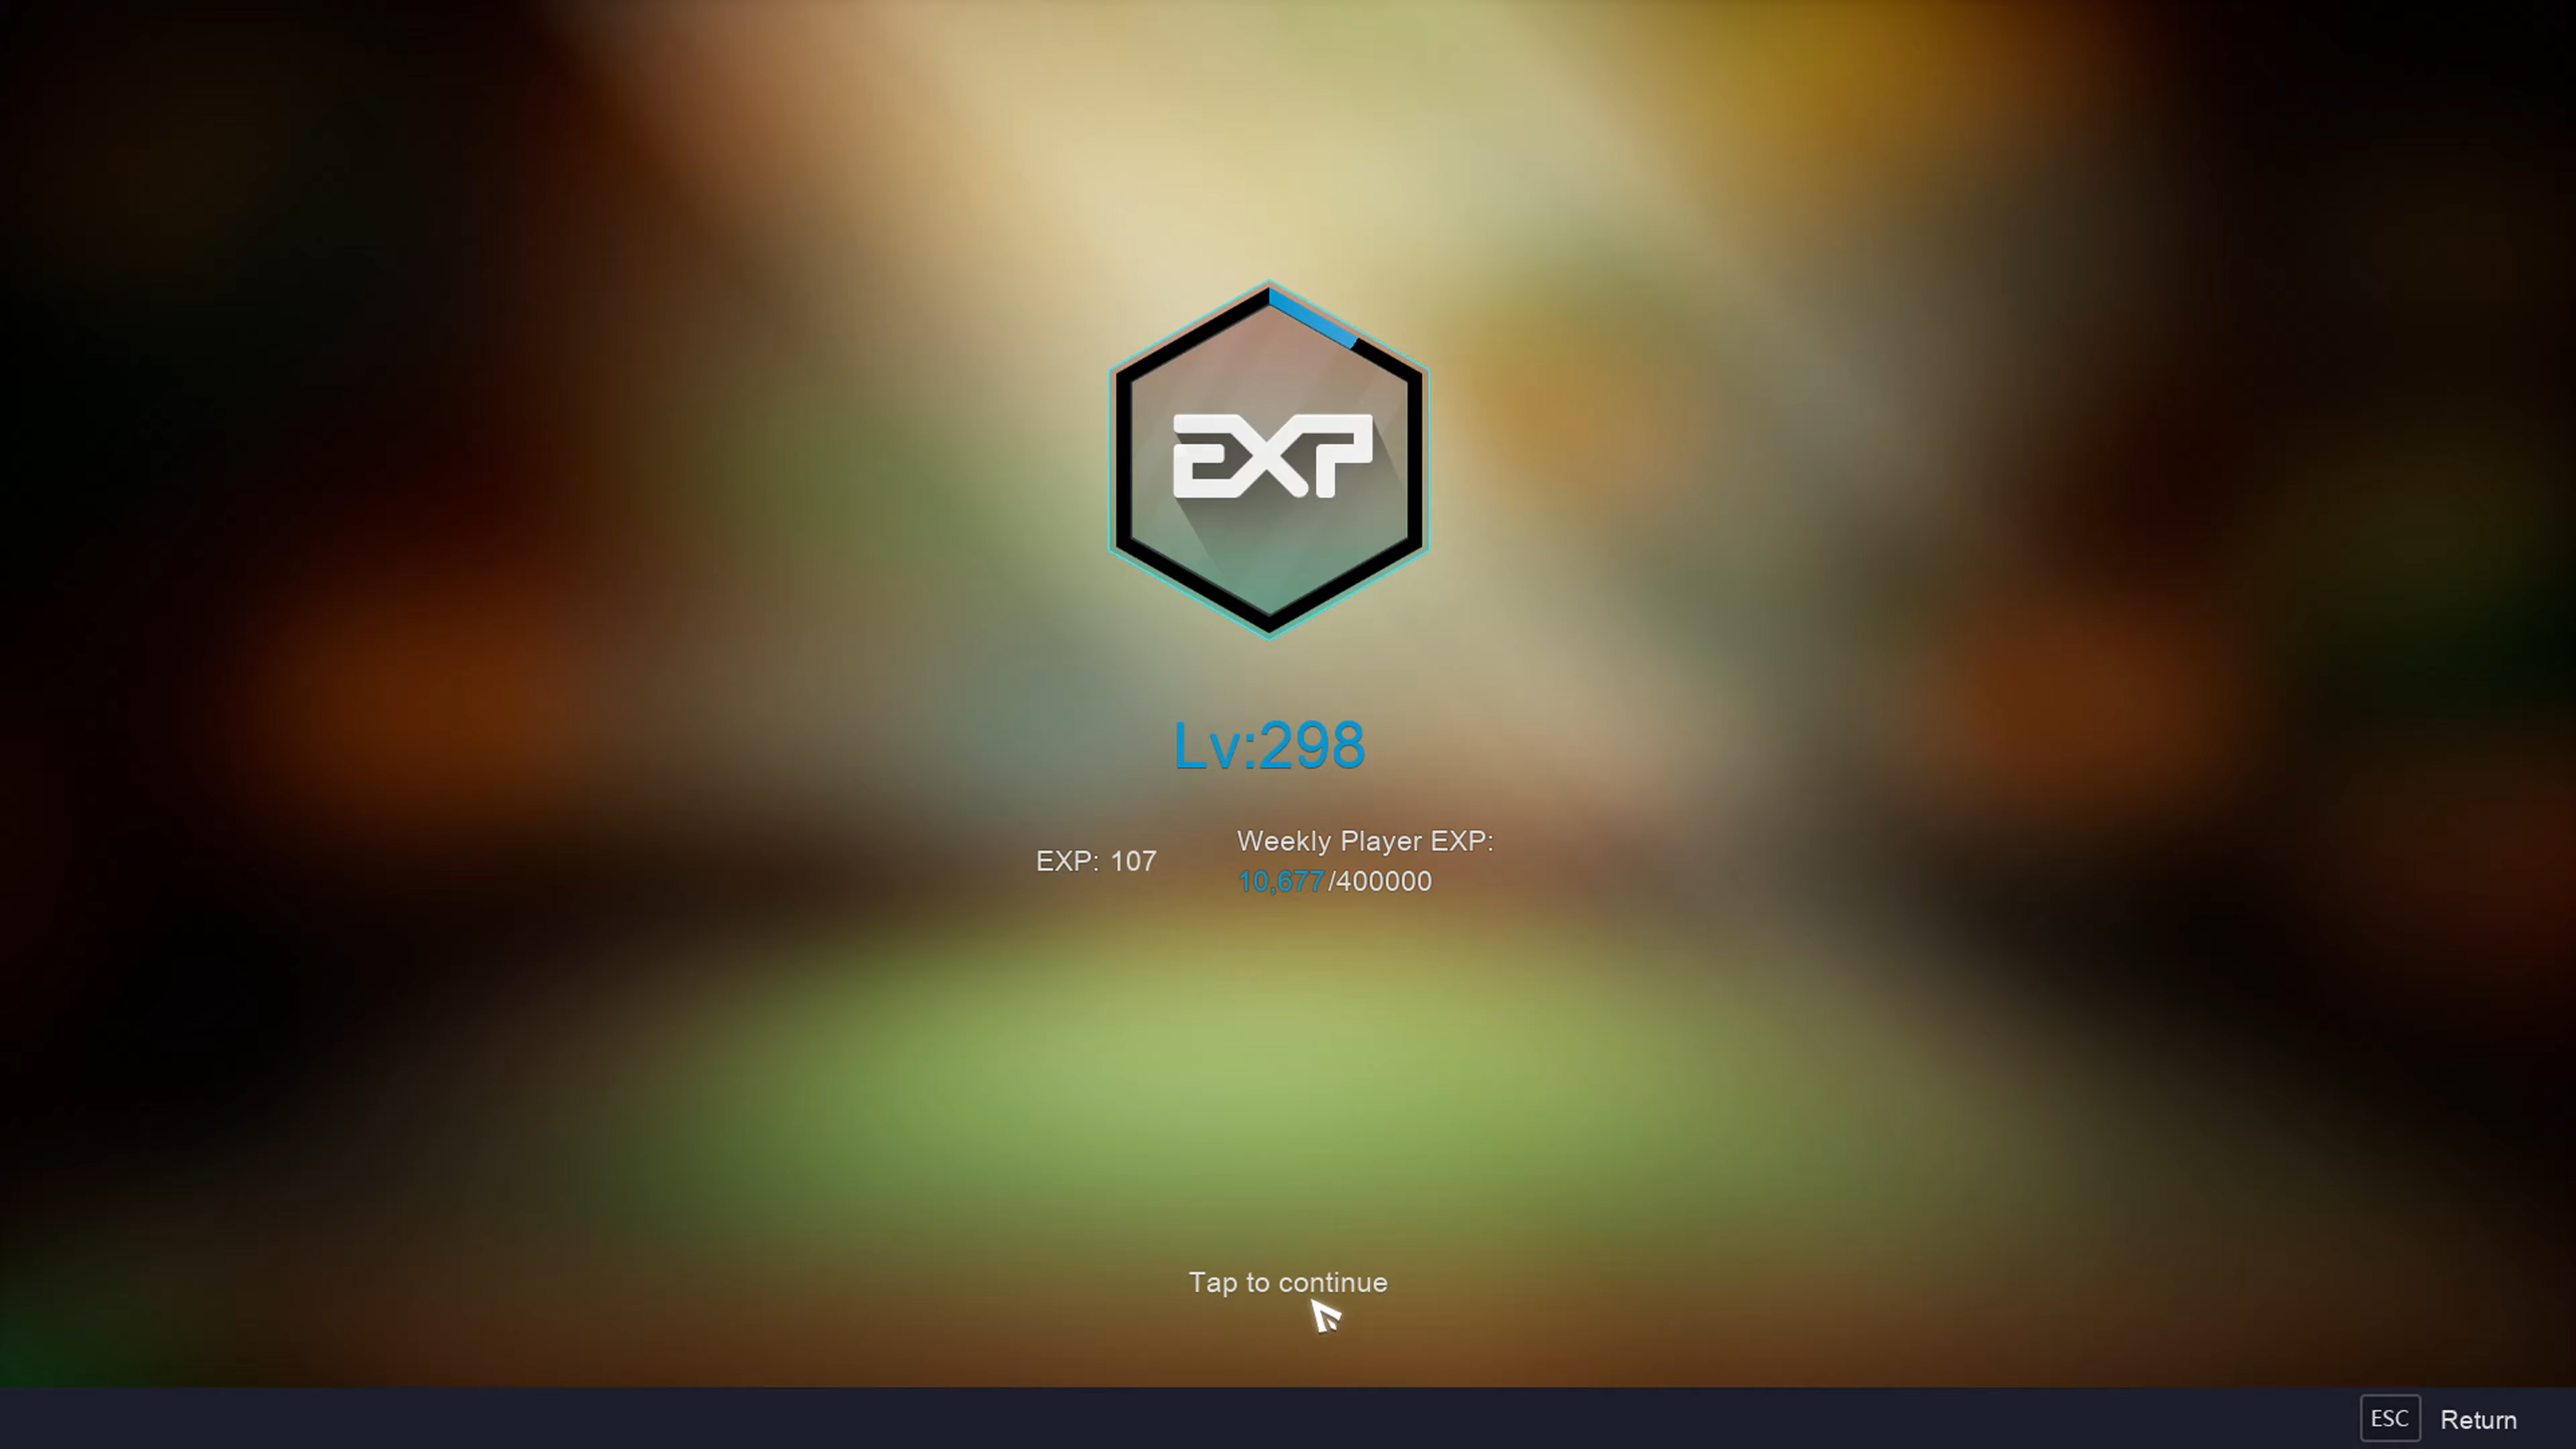 EXP
Lv:298
EXP: 107
Weekly Player EXP:
10,677/400000
Tap to continue
ESC Return